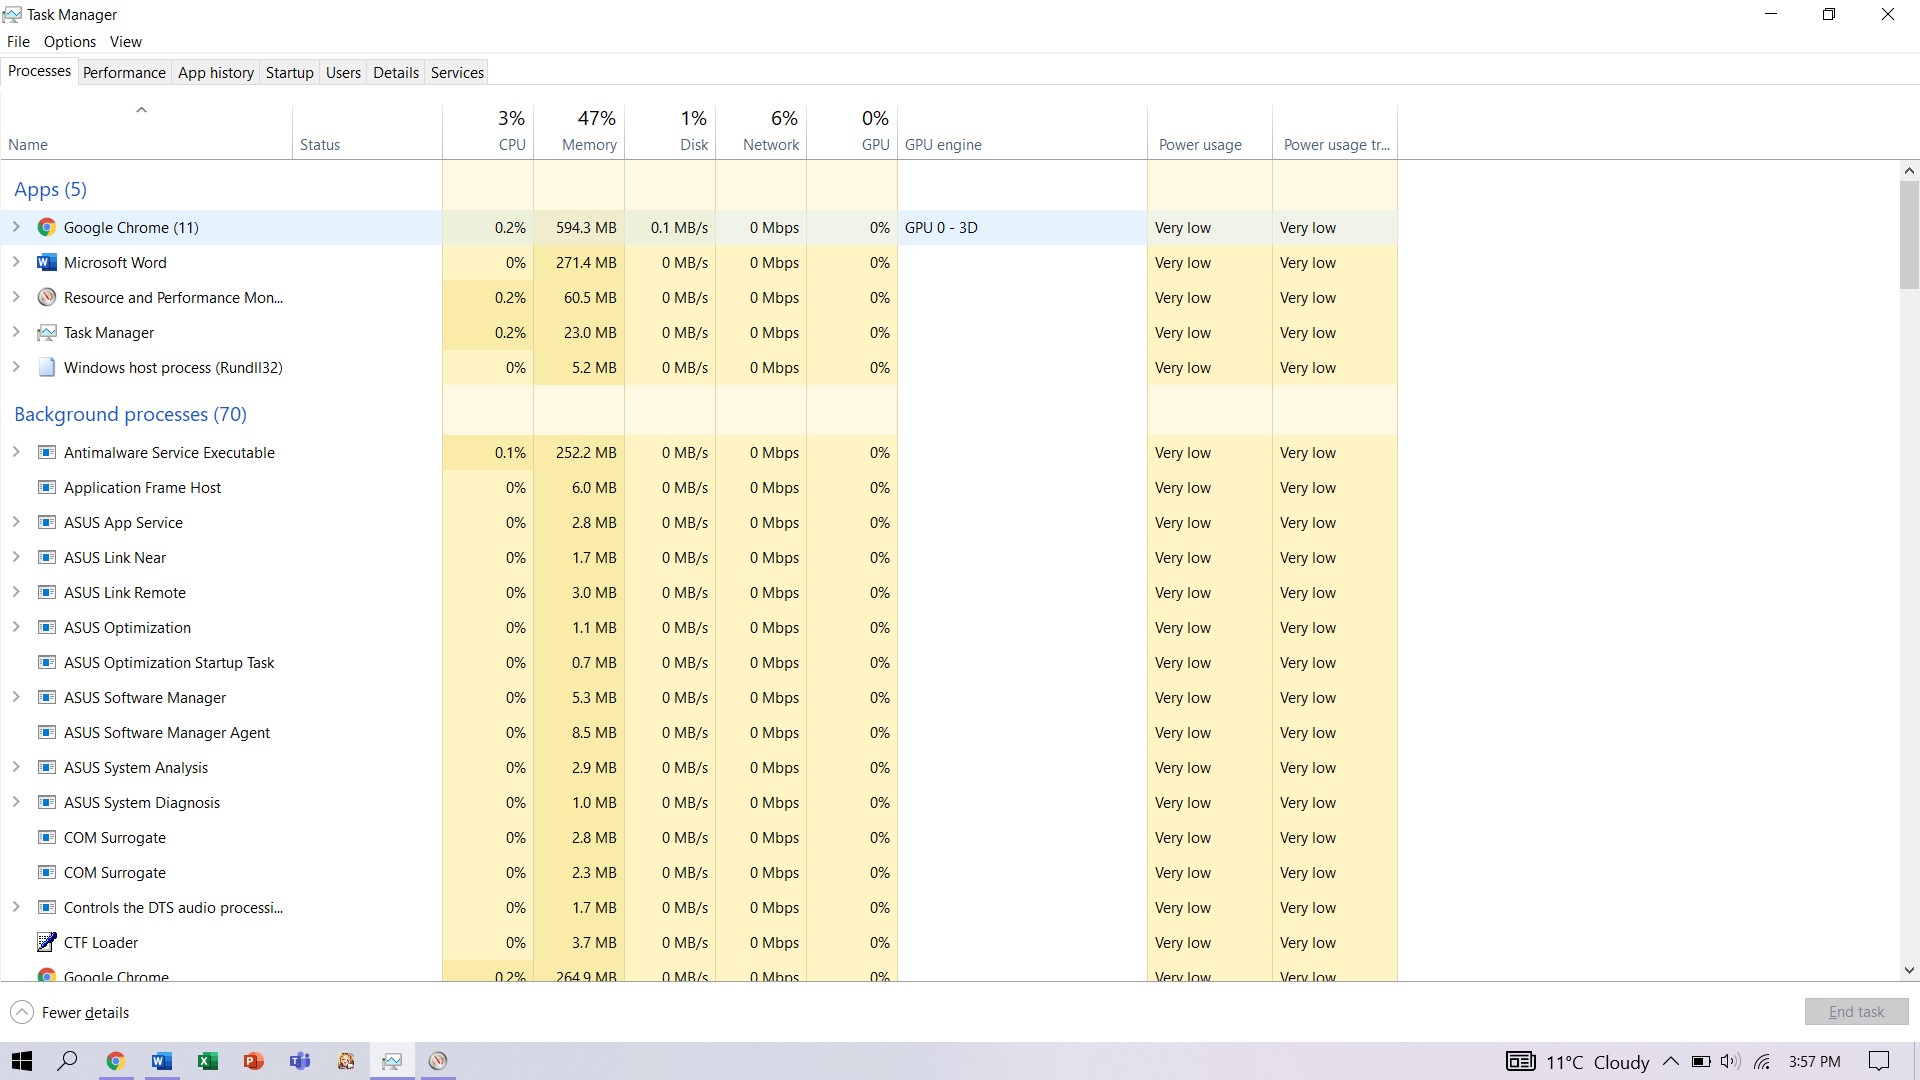 Task Manager
File Options View
Processes Performance App history Startup Users Details Services
3% 47% 1% 6% 0%
Name Status CPU Memory Disk Network GPU GPU engine Power usage Power usage tr...
Apps (5)
Google Chrome (11) 0.2% 594.3 MB 0.1 MB/s 0 Mbps 0% GPU 0 - 3D Very low Very low
Microsoft Word 0% 271.4 MB 0 MB/s 0 Mbps 0% Very low Very low
Resource and Performance Mon... 0.2% 60.5 MB 0 MB/s 0 Mbps 0% Very low Very low
Task Manager 0.2% 23.0 MB 0 MB/s 0 Mbps 0% Very low Very low
Windows host process (Rundll32) 0% 5.2 MB 0 MB/s 0 Mbps 0% Very low Very low
Background processes (70)
Antimalware Service Executable 0.1% 252.2 MB 0 MB/s 0 Mbps 0% Very low Very low
Application Frame Host 0% 6.0 MB 0 MB/s 0 Mbps 0% Very low Very low
ASUS App Service 0% 2.8 MB 0 MB/s 0 Mbps 0% Very low Very low
ASUS Link Near 0% 1.7 MB 0 MB/s 0 Mbps 0% Very low Very low
ASUS Link Remote 0% 3.0 MB 0 MB/s 0 Mbps 0% Very low Very low
ASUS Optimization 0% 1.1 MB 0 MB/s 0 Mbps 0% Very low Very low
ASUS Optimization Startup Task 0% 0.7 MB 0 MB/s 0 Mbps 0% Very low Very low
ASUS Software Manager 0% 5.3 MB 0 MB/s 0 Mbps 0% Very low Very low
ASUS Software Manager Agent 0% 8.5 MB 0 MB/s 0 Mbps 0% Very low Very low
ASUS System Analysis 0% 2.9 MB 0 MB/s 0 Mbps 0% Very low Very low
ASUS System Diagnosis 0% 1.0 MB 0 MB/s 0 Mbps 0% Very low Very low
COM Surrogate 0% 2.8 MB 0 MB/s 0 Mbps 0% Very low Very low
COM Surrogate 0% 2.3 MB 0 MB/s 0 Mbps 0% Very low Very low
Controls the DTS audio processi... 0% 1.7 MB 0 MB/s 0 Mbps 0% Very low Very low
CTF Loader 0% 3.7 MB 0 MB/s 0 Mbps 0% Very low Very low
Google Chrome 0.2% 264.9 MB 0 MB/s 0 Mbps 0% Very low Very low
Fewer details End task
11°C Cloudy 3:57 PM